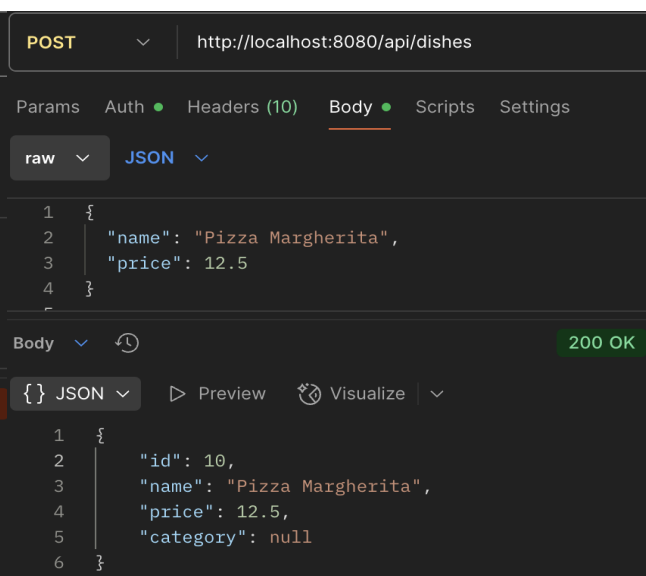 POST http://localhost:8080/api/dishes
Params Auth Headers (10) Body Scripts Settings
raw JSON
1 {
2 "name": "Pizza Margherita",
3 "price": 12.5
4 }
Body 200 OK
{} JSON Preview Visualize
1 {
2 "id": 10,
3 "name": "Pizza Margherita",
4 "price": 12.5,
5 "category": null
6 }